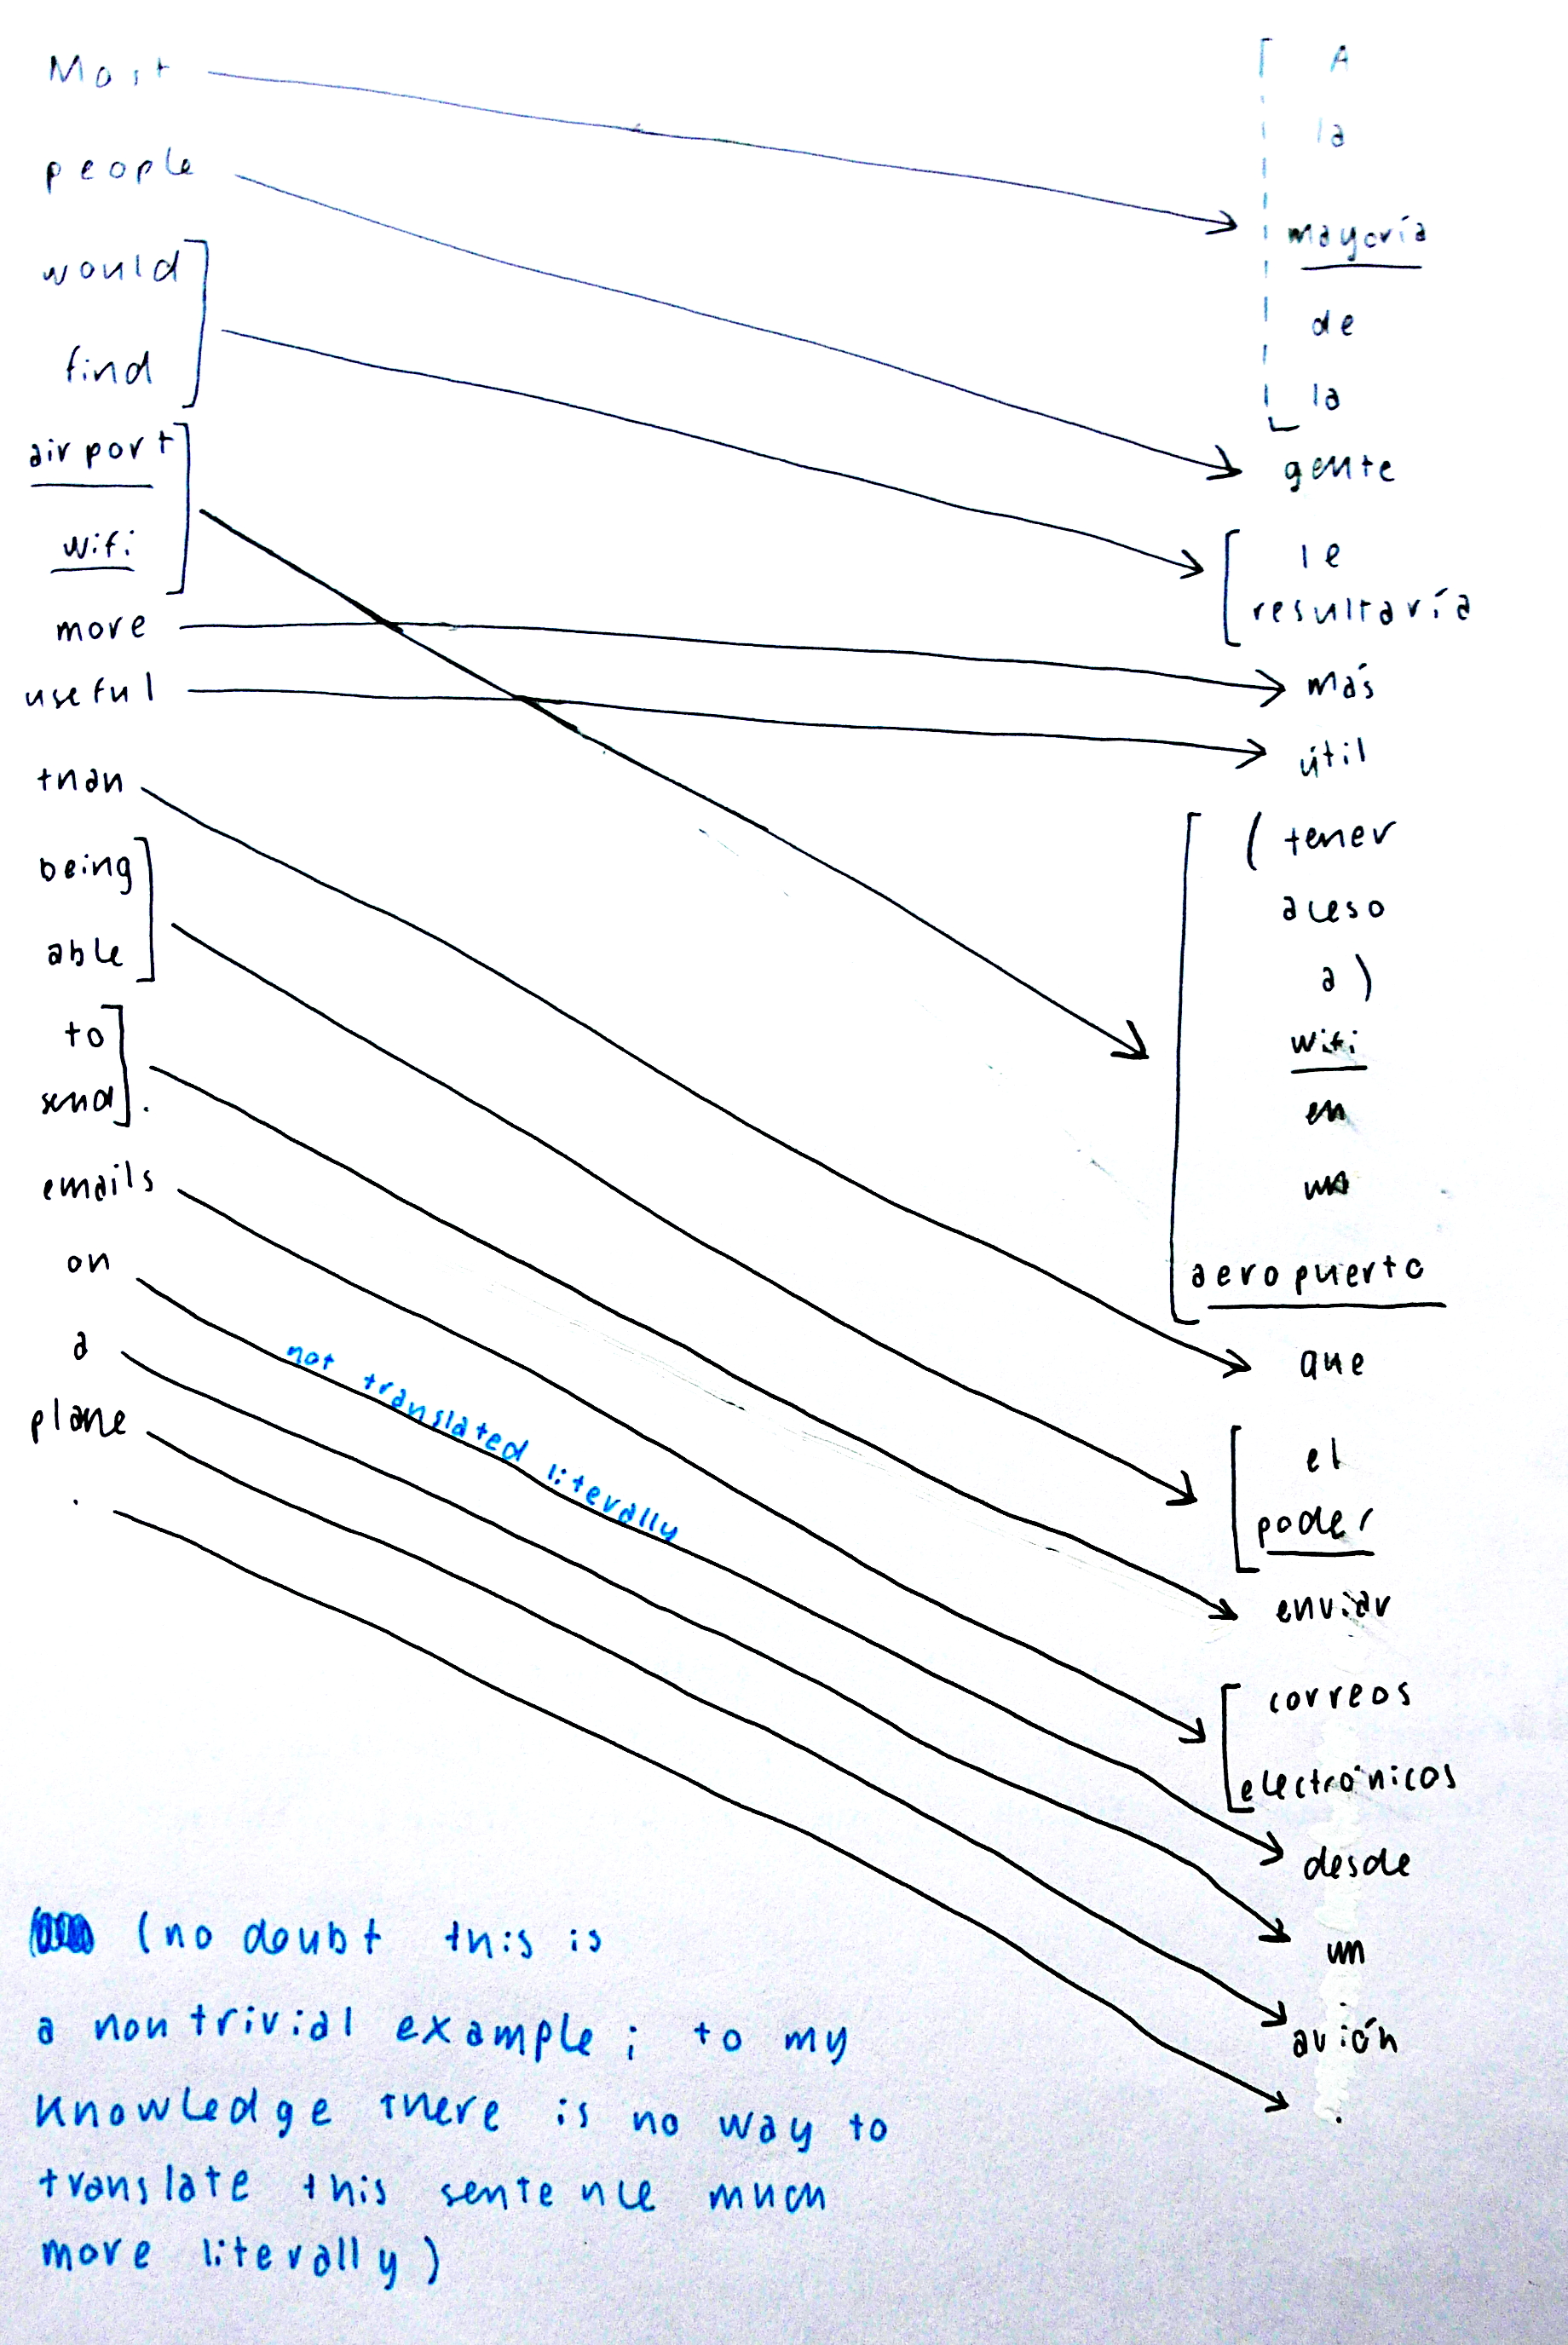 Most
people
would
find
airport
wifi
more
useful
than
being
able
to
send
emails
on
a
plane
.
A
la
mayoría
de
la
gente
le
resultaría
más
útil
(tener
aceso
a)
wifi
en
un
aeropuerto
que
el
poder
enviar
correos
electrónicos
desde
un
avión
.
not translated literally
(no doubt this is
a nontrivial example; to my
knowledge there is no way to
translate this sentence much
more literally)